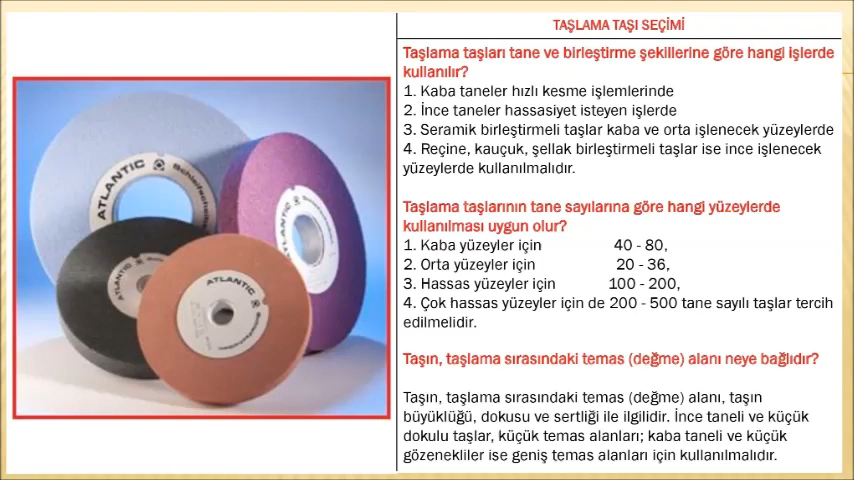 TAŞLAMA TAŞI SEÇİMİ
Taşlama taşları tane ve birleştirme şekillerine göre hangi işlerde
kullanılır?
1. Kaba taneler hızlı kesme işlemlerinde
2. İnce taneler hassasiyet isteyen işlerde
3. Seramik birleştirmeli taşlar kaba ve orta işlenecek yüzeylerde
4. Reçine, kauçuk, şellak birleştirmeli taşlar ise ince işlenecek
yüzeylerde kullanılmalıdır.
Taşlama taşlarının tane sayılarına göre hangi yüzeylerde
kullanılması uygun olur?
1. Kaba yüzeyler için 40 - 80,
2. Orta yüzeyler için 20 - 36,
3. Hassas yüzeyler için 100 - 200,
4. Çok hassas yüzeyler için de 200 - 500 tane sayılı taşlar tercih
edilmelidir.
Taşın, taşlama sırasındaki temas (değme) alanı neye bağlıdır?
Taşın, taşlama sırasındaki temas (değme) alanı, taşın
büyüklüğü, dokusu ve sertliği ile ilgilidir. İnce taneli ve küçük
dokulu taşlar, küçük temas alanları; kaba taneli ve küçük
gözenekliler ise geniş temas alanları için kullanılmalıdır.
ATLANTIC
ATLANTIC
ATLANTIC
ATLANTIC